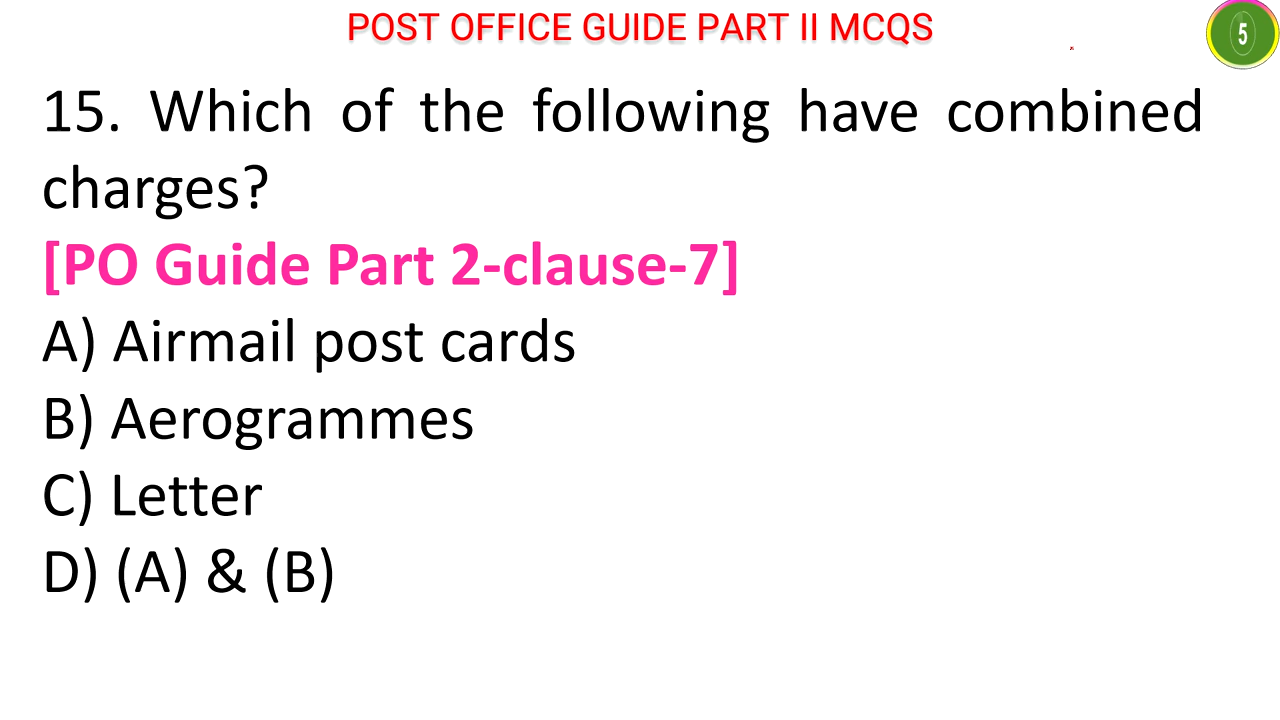 POST OFFICE GUIDE PART II MCQS
5
15. Which of the following have combined
charges?
[PO Guide Part 2-clause-7]
A) Airmail post cards
B) Aerogrammes
C) Letter
D) (A) & (B)